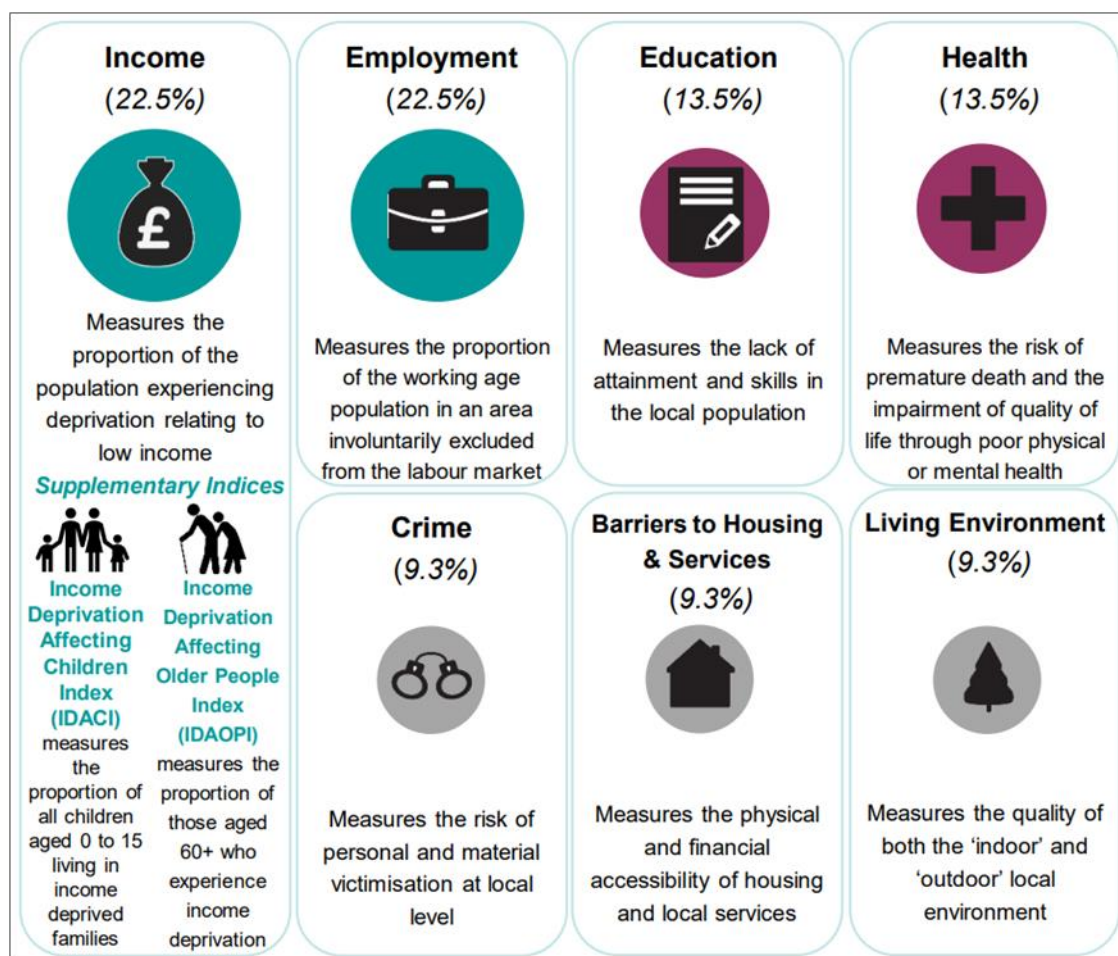 Income
(22.5%)
£
Measures the
proportion of the
population experiencing
deprivation relating to
low income
Supplementary Indices
Income
Deprivation
Affecting
Children
Index
(IDACI)
measures
the
proportion of
all children
aged 0 to 15
living in
income
deprived
families
Income
Deprivation
Affecting
Older People
Index
(IDAOPI)
measures the
proportion of
those aged
60+ who
experience
income
deprivation
Employment
(22.5%)
Measures the proportion
of the working age
population in an area
involuntarily excluded
from the labour market
Education
(13.5%)
Measures the lack of
attainment and skills in
the local population
Health
(13.5%)
Measures the risk of
premature death and the
impairment of quality of
life through poor physical
or mental health
Crime
(9.3%)
Measures the risk of
personal and material
victimisation at local
level
Barriers to Housing
& Services
(9.3%)
Measures the physical
and financial
accessibility of housing
and local services
Living Environment
(9.3%)
Measures the quality of
both the ‘indoor’ and
‘outdoor’ local
environment